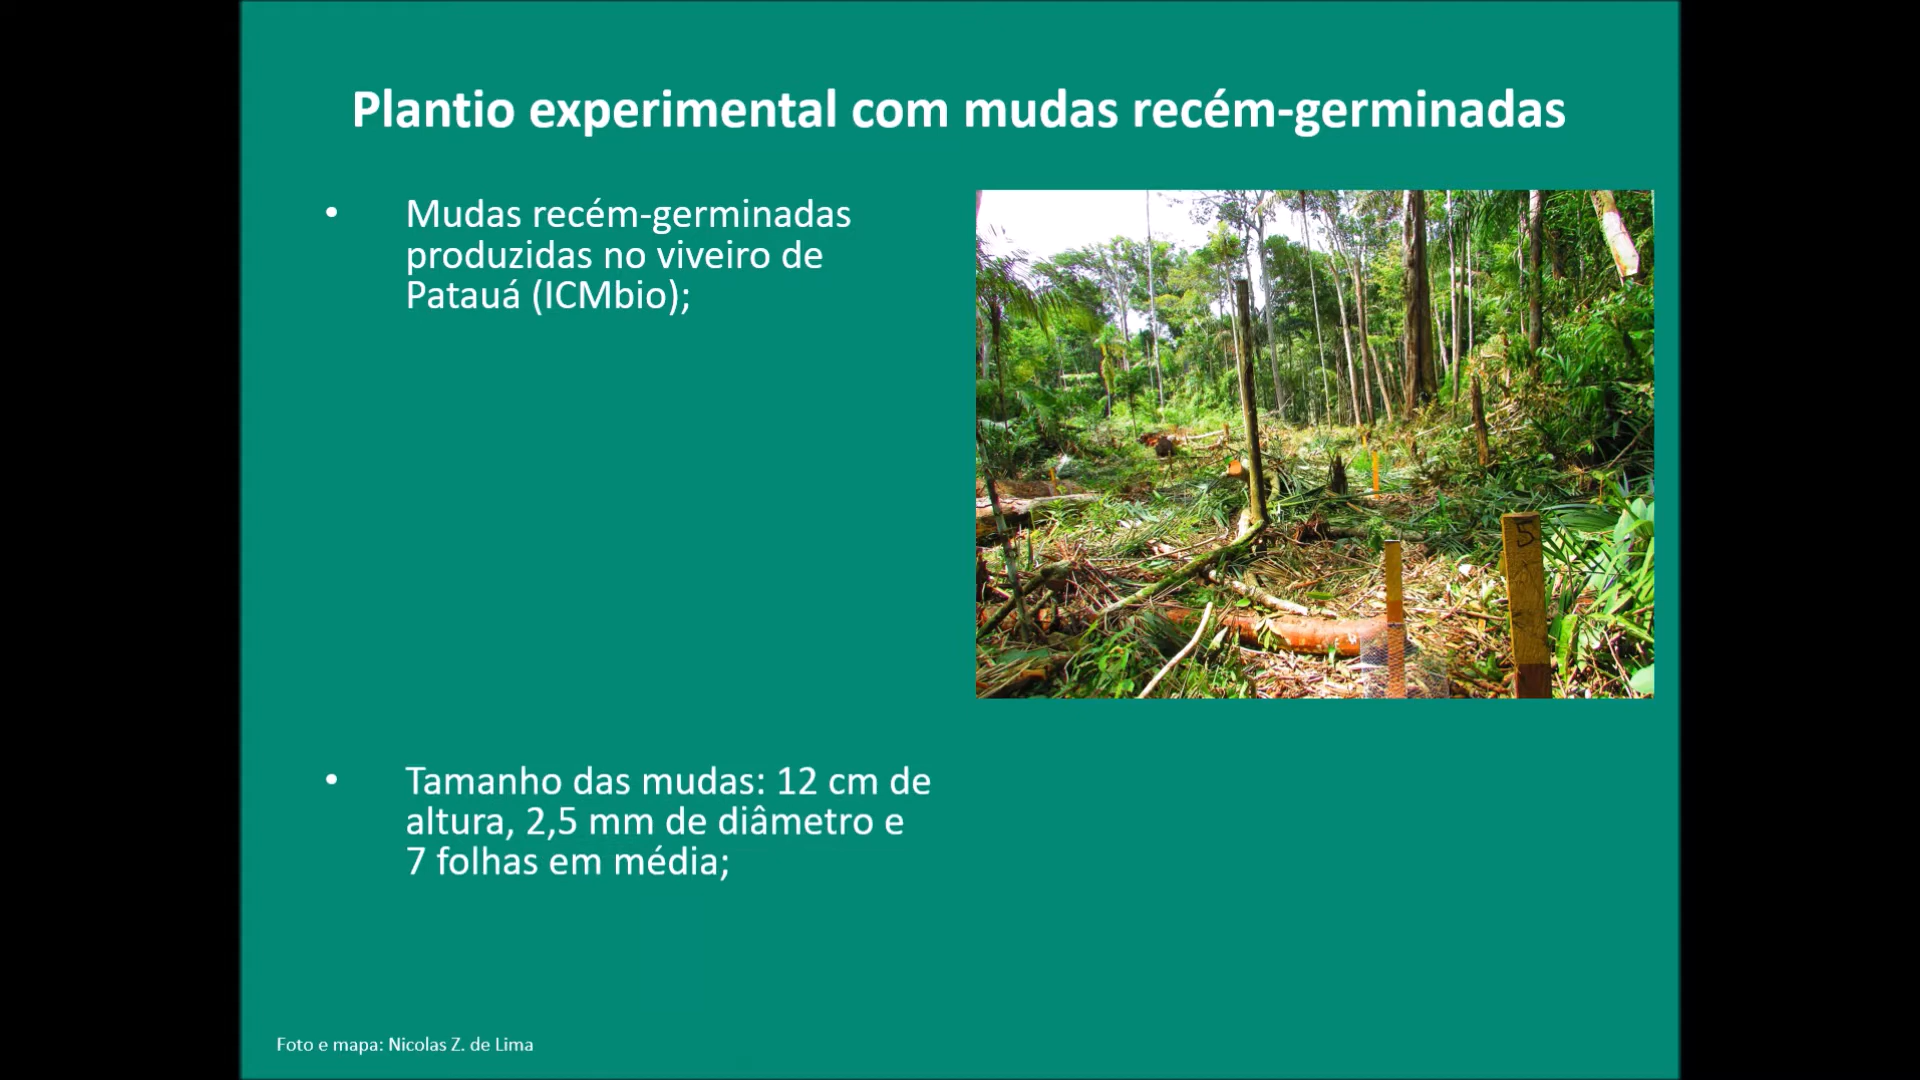 Plantio experimental com mudas recém-germinadas
• Mudas recém-germinadas
produzidas no viveiro de
Patauá (ICMbio);
5
• Tamanho das mudas: 12 cm de
altura, 2,5 mm de diâmetro e
7 folhas em média;
Foto e mapa: Nicolas Z. de Lima